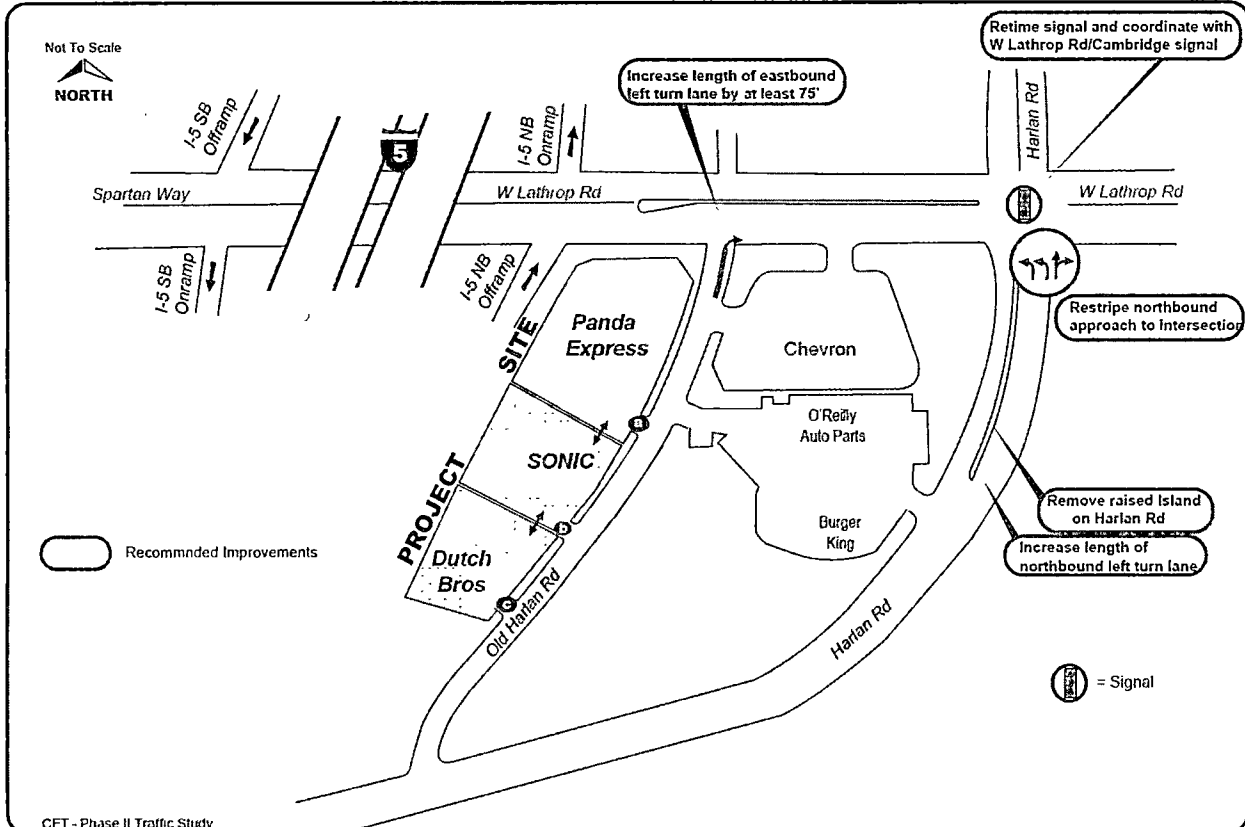 Not To Scale
NORTH
Retime signal and coordinate with
W Lathrop Rd/Cambridge signal
Increase length of eastbound
left turn lane by at least 75'
I-5 SB
Offramp
5
I-5 NB
Onramp
Harlan Rd
Spartan Way
W Lathrop Rd
W Lathrop Rd
I-5 SB
Onramp
I-5 NB
Offramp
Restripe northbound
approach to Intersection
PROJECT SITE
Panda
Express
Chevron
O'Reilly
Auto Parts
SONIC
Remove raised Island
on Harlan Rd
Increase length of
northbound left turn lane
Burger
King
Recommnded Improvements
Dutch
Bros
Old Harlan Rd
Harlan Rd
= Signal
CFT - Phase II Traffic Study